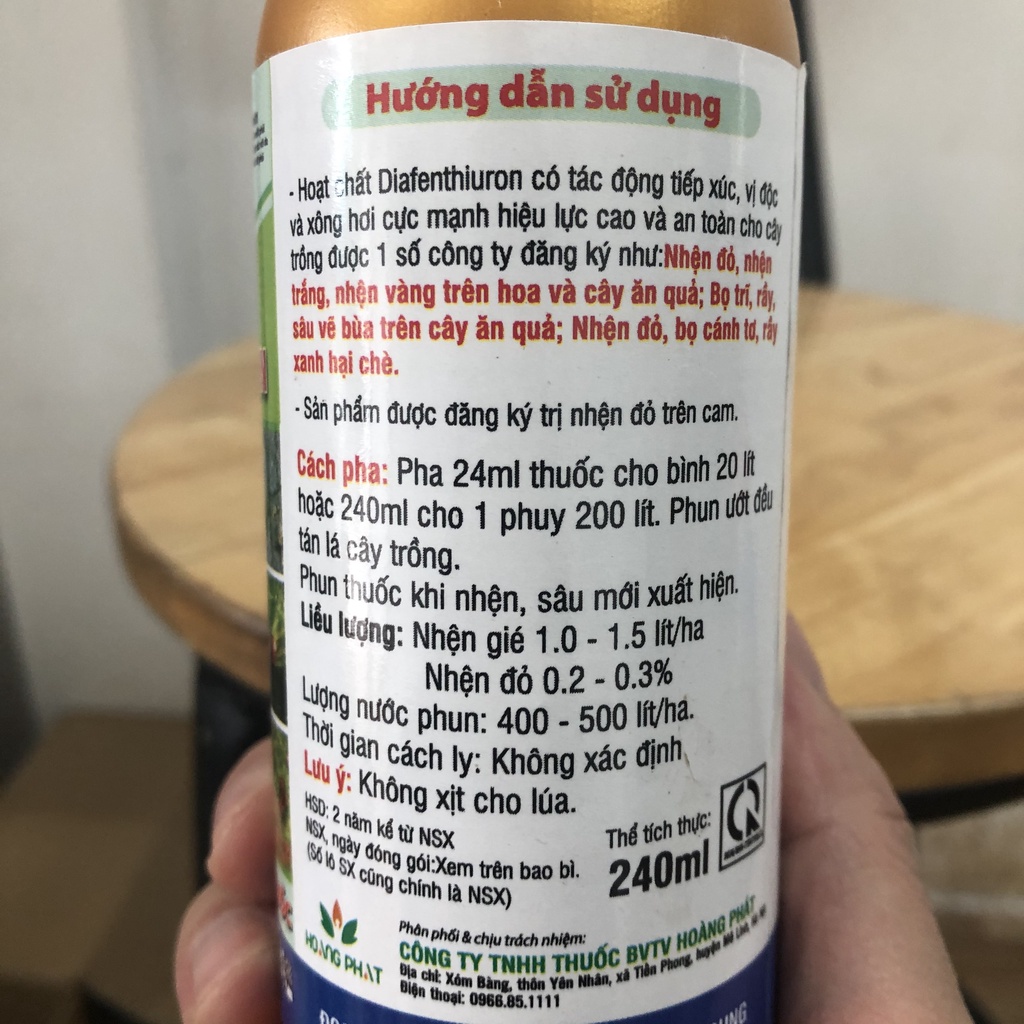 Hướng dẫn sử dụng
- Hoạt chất Diafenthiuron có tác động tiếp xúc, vị độc
và xông hơi cực mạnh hiệu lực cao và an toàn cho cây
trồng được 1 số công ty đăng ký như:Nhện đỏ, nhện
trắng, nhện vàng trên hoa và cây ăn quả; Bọ trĩ, rầy,
sâu vẽ bùa trên cây ăn quả; Nhện đỏ, bọ cánh tơ, rầy
xanh hại chè.
- Sản phẩm được đăng ký trị nhện đỏ trên cam.
Cách pha: Pha 24ml thuốc cho bình 20 lít
hoặc 240ml cho 1 phuy 200 lít. Phun ướt đều
tán lá cây trồng.
Phun thuốc khi nhện, sâu mới xuất hiện.
Liều lượng: Nhện gié 1.0 - 1.5 lít/ha
Nhện đỏ 0.2 - 0.3%
Lượng nước phun: 400 - 500 lít/ha.
Thời gian cách ly: Không xác định
Lưu ý: Không xịt cho lúa.
HSD: 2 năm kể từ NSX
NSX, ngày đóng gói:Xem trên bao bì.
(Số lô SX cũng chính là NSX)
Thể tích thực:
240ml
HOÀNG PHÁT
Phân phối & chịu trách nhiệm:
CÔNG TY TNHH THUỐC BVTV HOÀNG PHÁT
Địa chỉ: Xóm Bàng, thôn Yên Nhân, xã Tiền Phong, huyện Mê Linh, Hà Nội
Điện thoại: 0966.85.1111